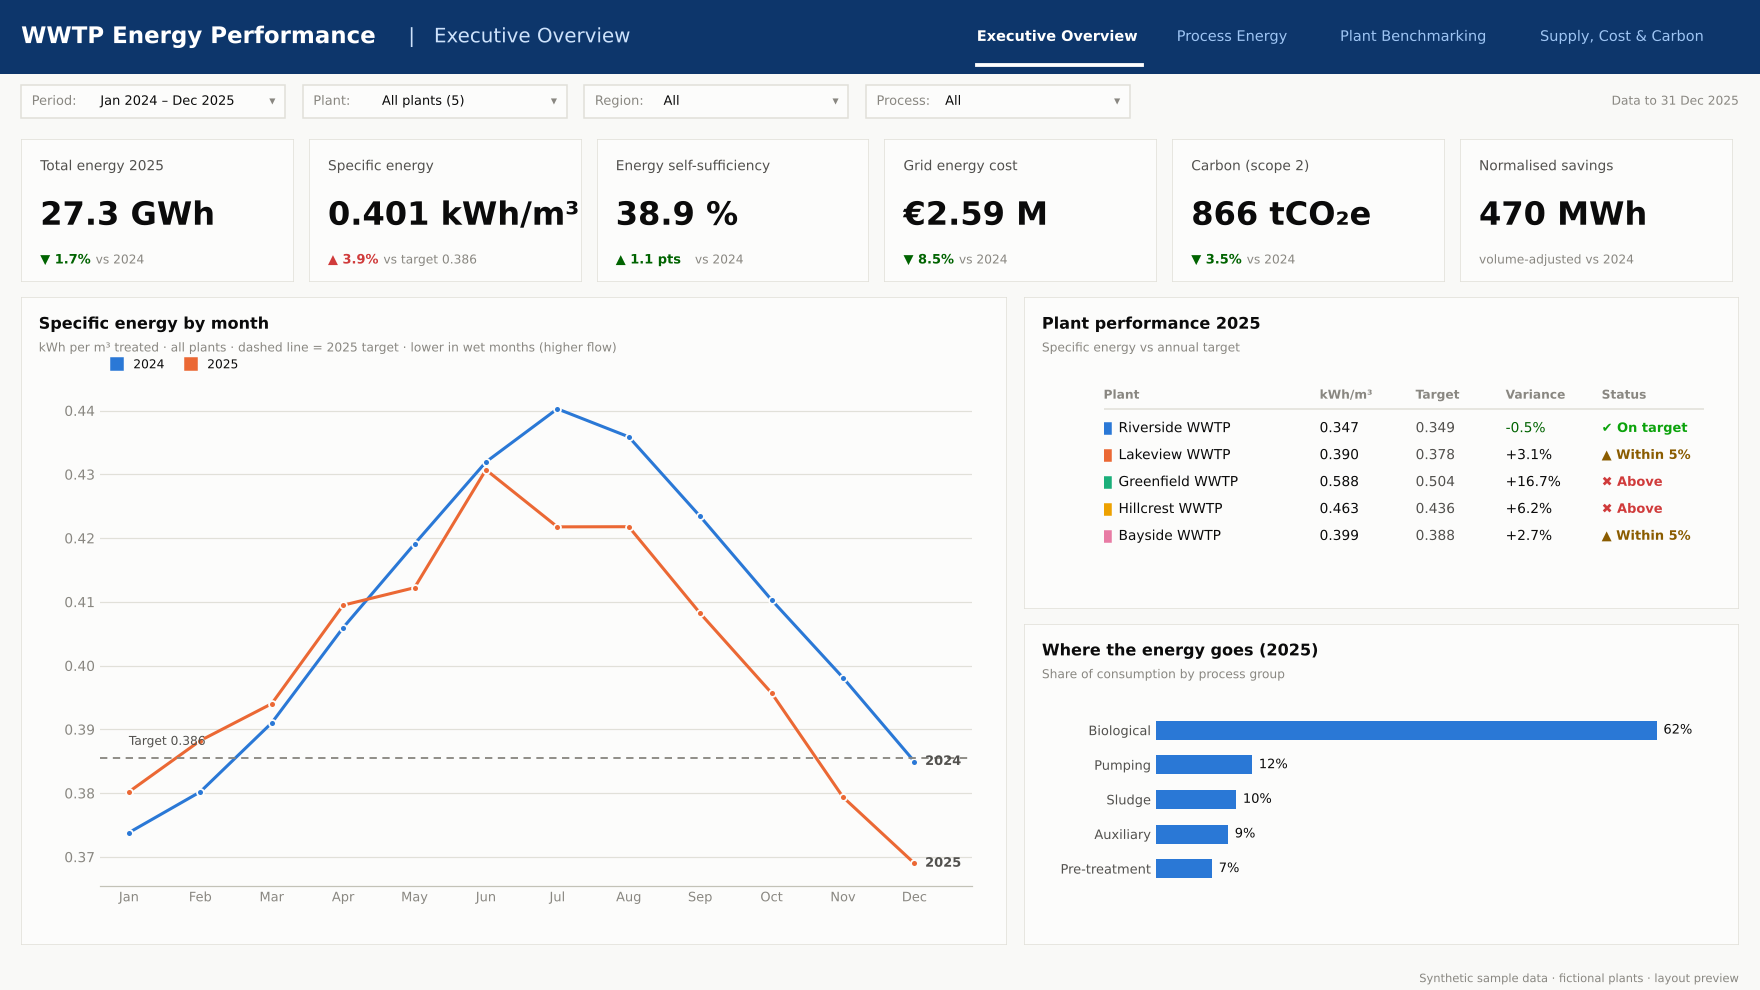 WWTP Energy Performance | Executive Overview
Executive Overview Process Energy Plant Benchmarking Supply, Cost & Carbon
Period: Jan 2024 – Dec 2025 ▾ Plant: All plants (5) ▾ Region: All ▾ Process: All ▾ Data to 31 Dec 2025
Total energy 2025
27.3 GWh
▼ 1.7% vs 2024
Specific energy
0.401 kWh/m³
▲ 3.9% vs target 0.386
Energy self-sufficiency
38.9 %
▲ 1.1 pts vs 2024
Grid energy cost
€2.59 M
▼ 8.5% vs 2024
Carbon (scope 2)
866 tCO₂e
▼ 3.5% vs 2024
Normalised savings
470 MWh
volume-adjusted vs 2024
Specific energy by month
kWh per m³ treated · all plants · dashed line = 2025 target · lower in wet months (higher flow)
2024 2025
0.44
0.43
0.42
0.41
0.40
0.39
Target 0.386
2024
0.38
0.37
2025
Jan Feb Mar Apr May Jun Jul Aug Sep Oct Nov Dec
Plant performance 2025
Specific energy vs annual target
Plant kWh/m³ Target Variance Status
Riverside WWTP 0.347 0.349 -0.5% ✔ On target
Lakeview WWTP 0.390 0.378 +3.1% ▲ Within 5%
Greenfield WWTP 0.588 0.504 +16.7% ✖ Above
Hillcrest WWTP 0.463 0.436 +6.2% ✖ Above
Bayside WWTP 0.399 0.388 +2.7% ▲ Within 5%
Where the energy goes (2025)
Share of consumption by process group
Biological 62%
Pumping 12%
Sludge 10%
Auxiliary 9%
Pre-treatment 7%
Synthetic sample data · fictional plants · layout preview